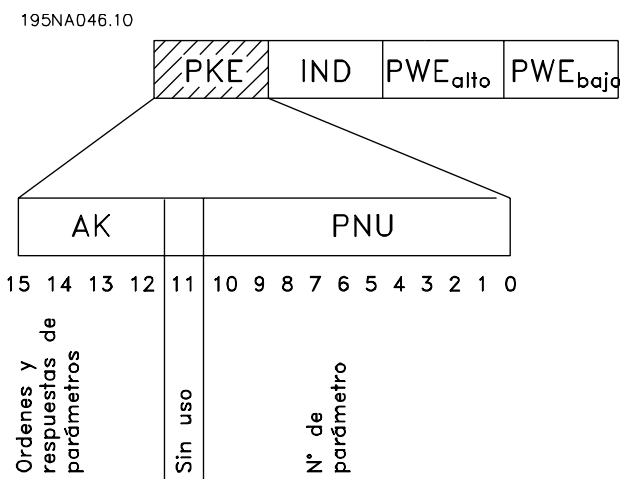 195NA046.10
PKE IND PWEalto PWEbajo
AK PNU
15 14 13 12 11 10 9 8 7 6 5 4 3 2 1 0
Ordenes y
respuestas de
parámetros
Sin uso
N° de
parámetro